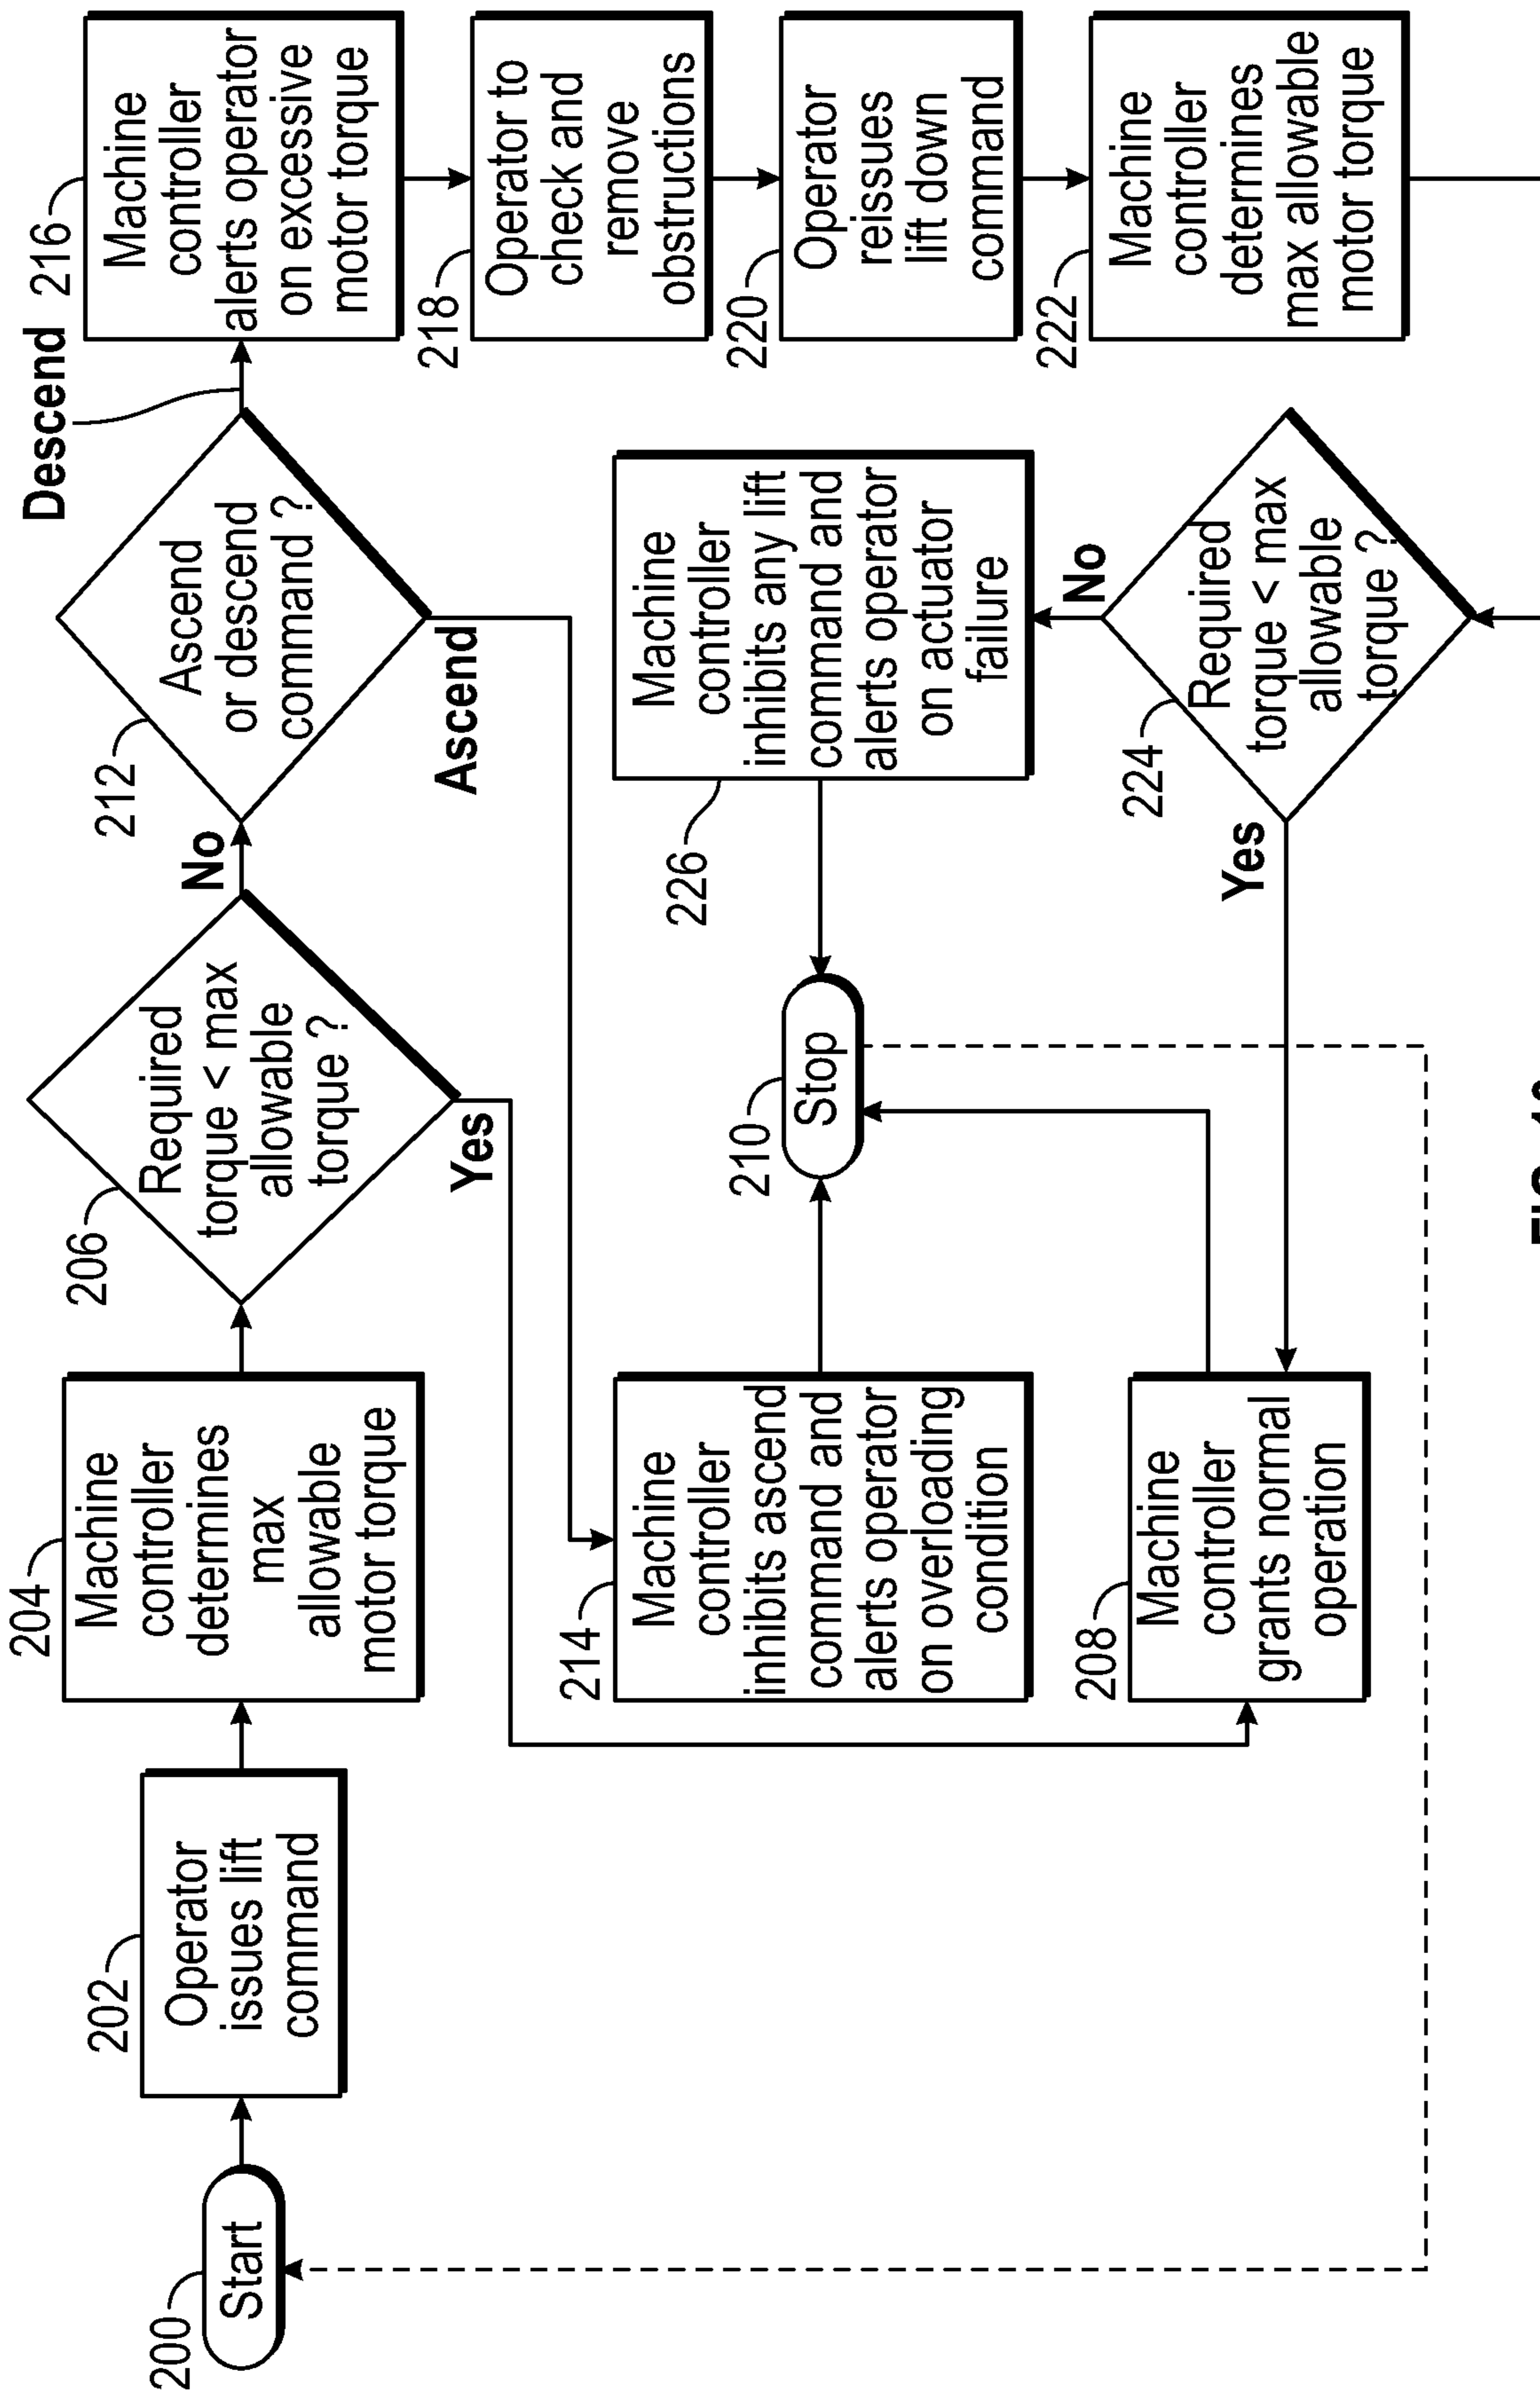 200
Start
202
Operator
issues lift
command
204
Machine
controller
determines
max
allowable
motor torque
206
Required
torque < max
allowable
torque ?
No
Yes
212
Ascend
or descend
command ?
Descend
Ascend
216
Machine
controller
alerts operator
on excessive
motor torque
218
Operator to
check and
remove
obstructions
220
Operator
reissues
lift down
command
222
Machine
controller
determines
max allowable
motor torque
224
Required
torque < max
allowable
torque ?
No
Yes
226
Machine
controller
inhibits any lift
command and
alerts operator
on actuator
failure
210
Stop
214
Machine
controller
inhibits ascend
command and
alerts operator
on overloading
condition
208
Machine
controller
grants normal
operation